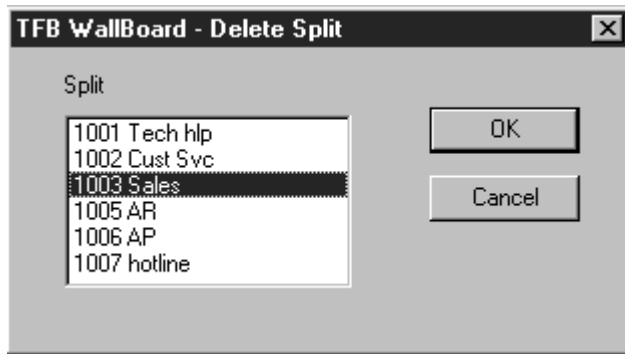 TFB WallBoard - Delete Split
Split
1001 Tech hlp
1002 Cust Svc
1003 Sales
1005 AR
1006 AP
1007 hotline
OK
Cancel